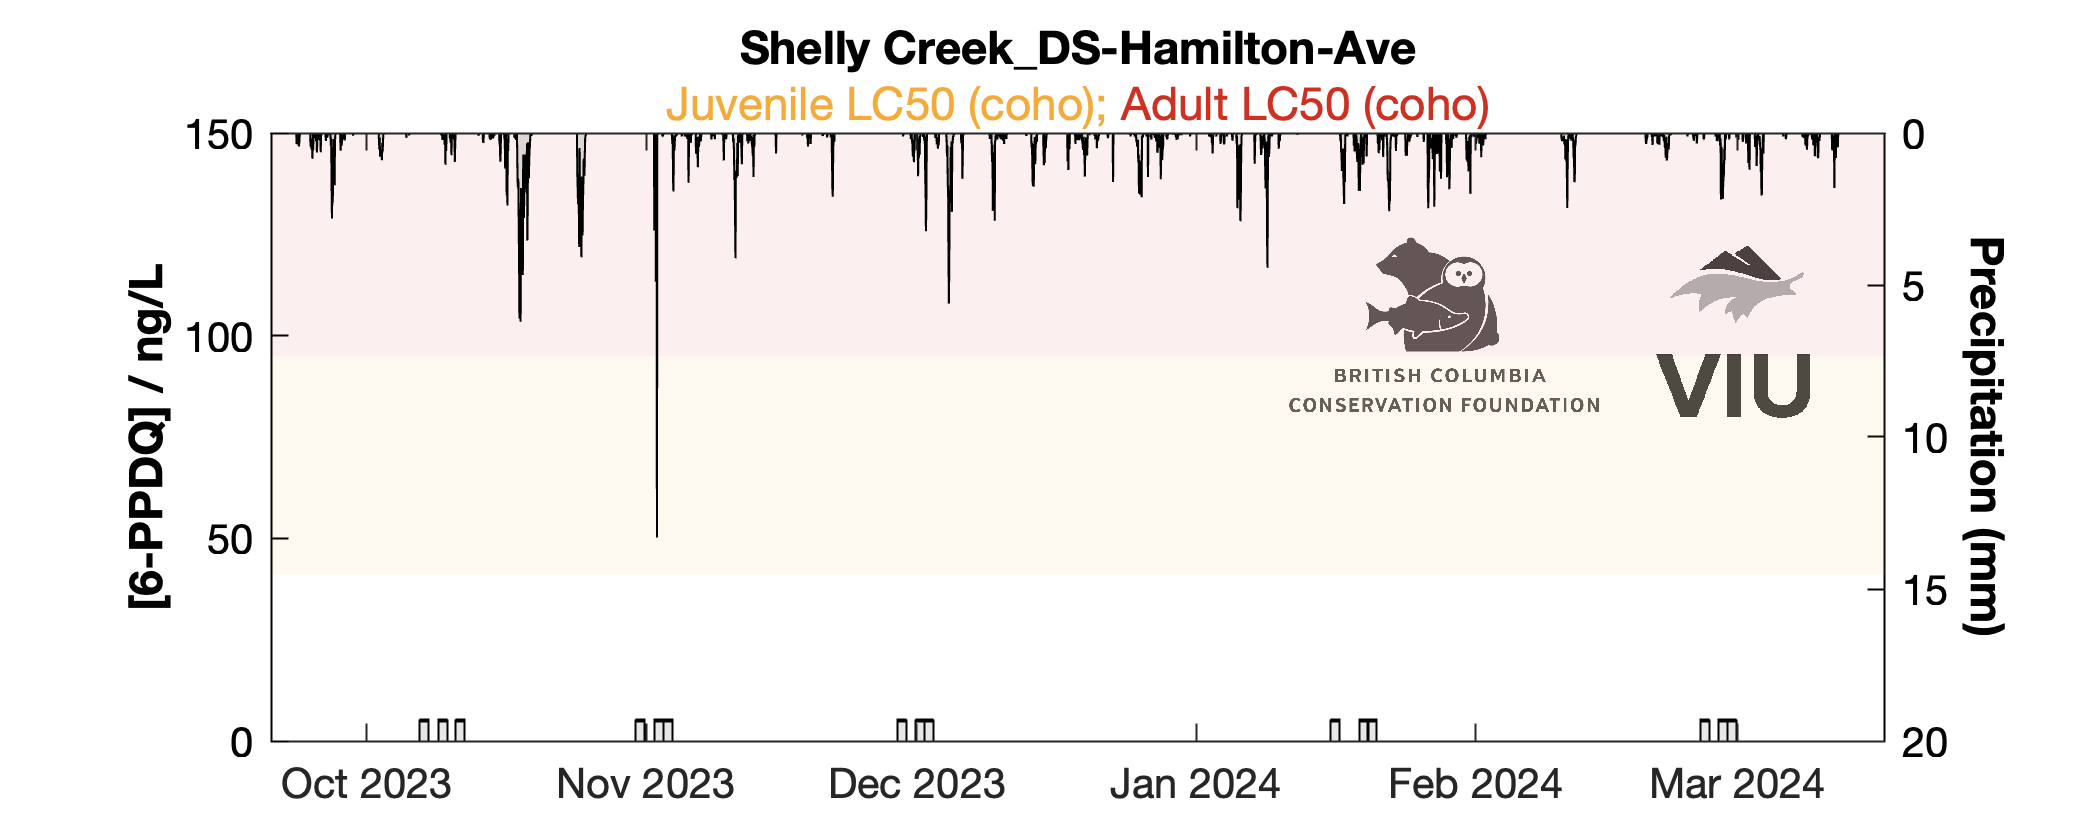 Shelly Creek_DS-Hamilton-Ave
Juvenile LC50 (coho); Adult LC50 (coho)
[6-PPDQ] / ng/L
150
100
50
0
0
5
10
15
20
Precipitation (mm)
BRITISH COLUMBIA
CONSERVATION FOUNDATION
VIU
Oct 2023
Nov 2023
Dec 2023
Jan 2024
Feb 2024
Mar 2024